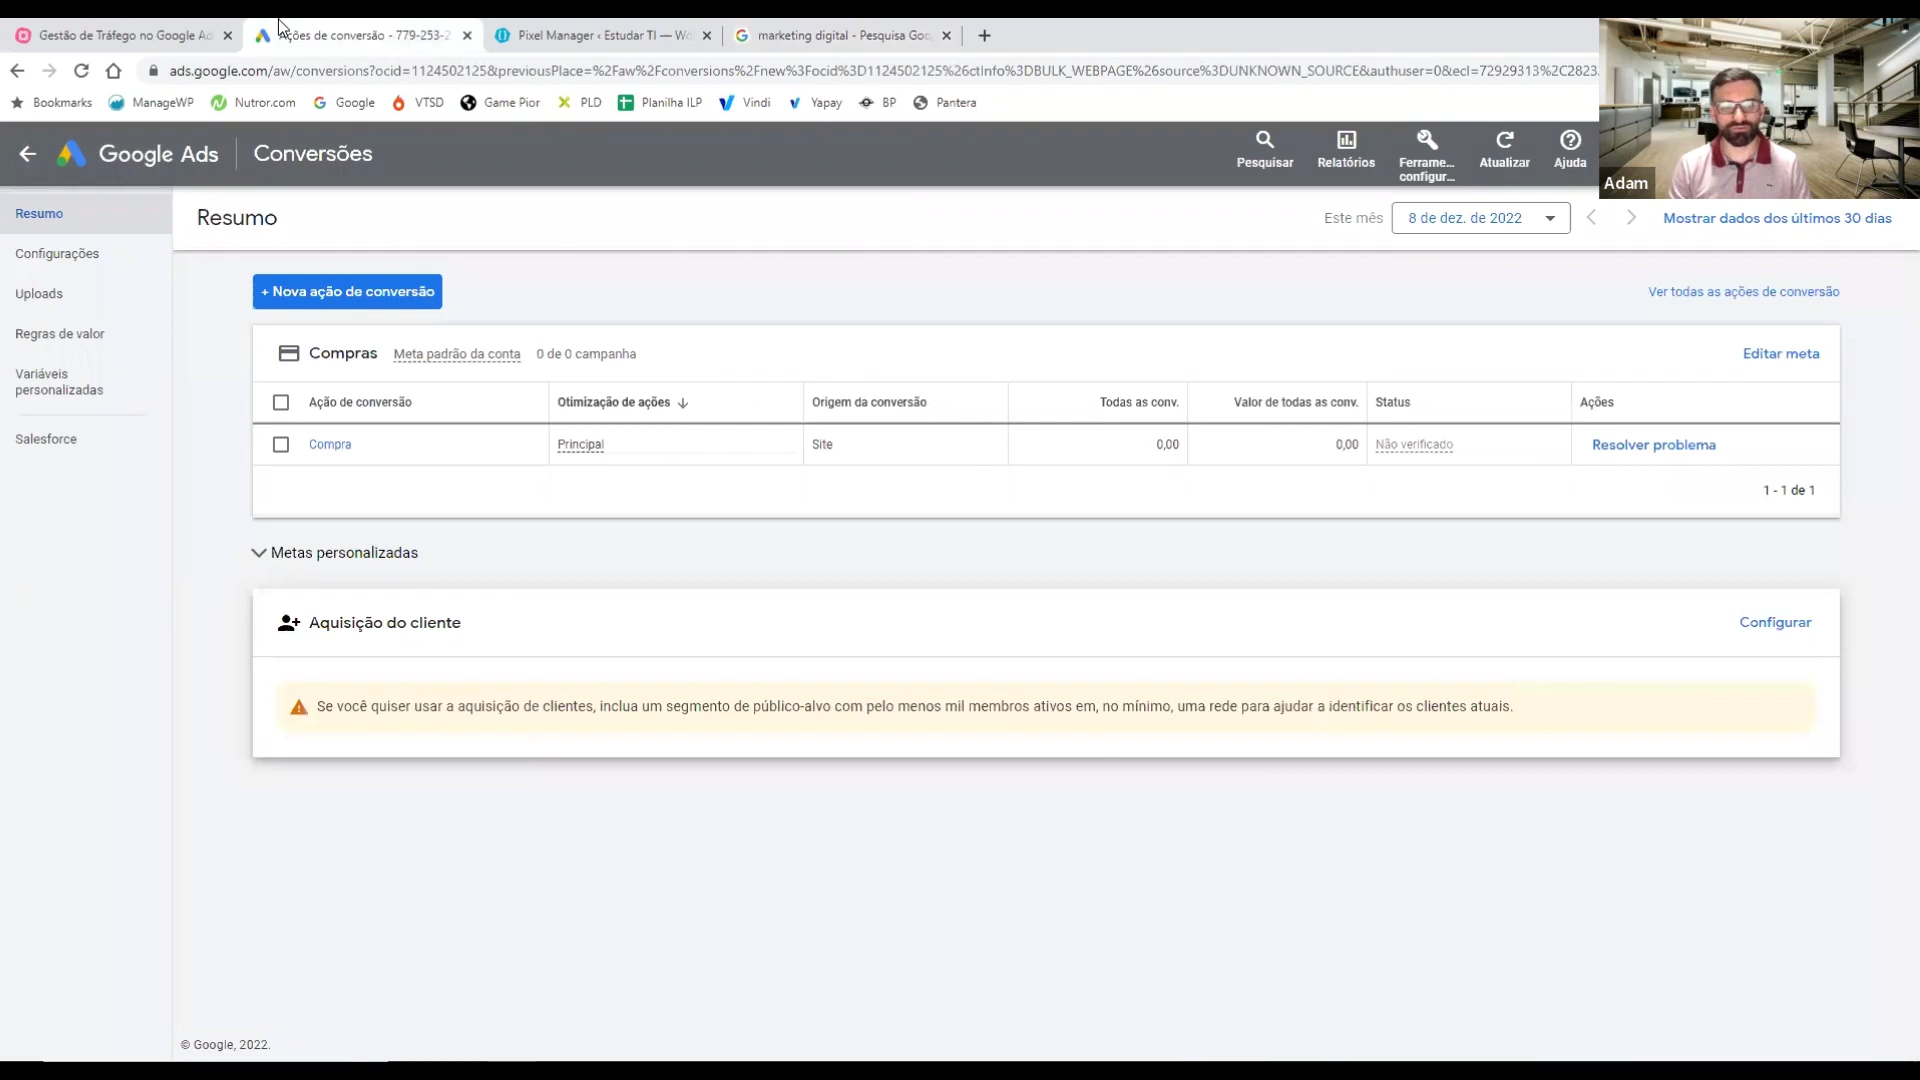 Gestão de Tráfego no Google Ad
ções de conversão - 779-253-2
Pixel Manager ‹ Estudar TI — Wo
marketing digital - Pesquisa Goo
ads.google.com/aw/conversions?ocid=1124502125&previousPlace=%2Faw%2Fconversions%2Fnew%3Focid%3D1124502125%26ctInfo%3DBULK_WEBPAGE%26source%3DUNKNOWN_SOURCE&authuser=0&ecl=72929313%2C2823
Bookmarks
ManageWP
Nutror.com
Google
VTSD
Game Pior
PLD
Planilha ILP
Vindi
Yapay
BP
Pantera
Google Ads
Conversões
Pesquisar
Relatórios
Ferrame...
configur...
Atualizar
Ajuda
Adam
Resumo
Configurações
Uploads
Regras de valor
Variáveis
personalizadas
Salesforce
Resumo
Este mês
8 de dez. de 2022
Mostrar dados dos últimos 30 dias
+ Nova ação de conversão
Ver todas as ações de conversão
Compras
Meta padrão da conta
0 de 0 campanha
Editar meta
Ação de conversão
Otimização de ações
Origem da conversão
Todas as conv.
Valor de todas as conv.
Status
Ações
Compra
Principal
Site
0,00
0,00
Não verificado
Resolver problema
1 - 1 de 1
Metas personalizadas
Aquisição do cliente
Configurar
Se você quiser usar a aquisição de clientes, inclua um segmento de público-alvo com pelo menos mil membros ativos em, no mínimo, uma rede para ajudar a identificar os clientes atuais.
© Google, 2022.